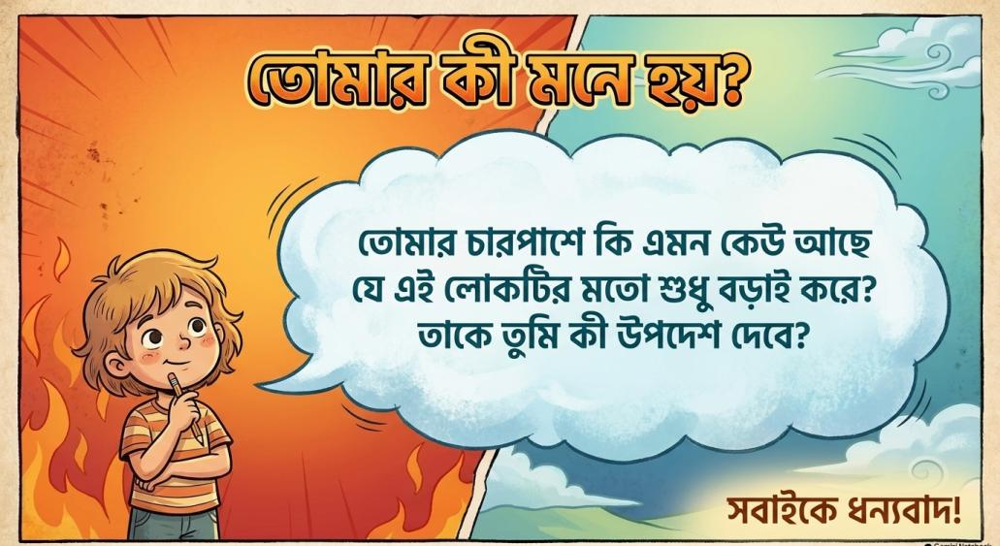 তোমার কী মনে হয়?
তোমার চারপাশে কি এমন কেউ আছে
যে এই লোকটির মতো শুধু বড়াই করে?
তাকে তুমি কী উপদেশ দেবে?
সবাইকে ধন্যবাদ!